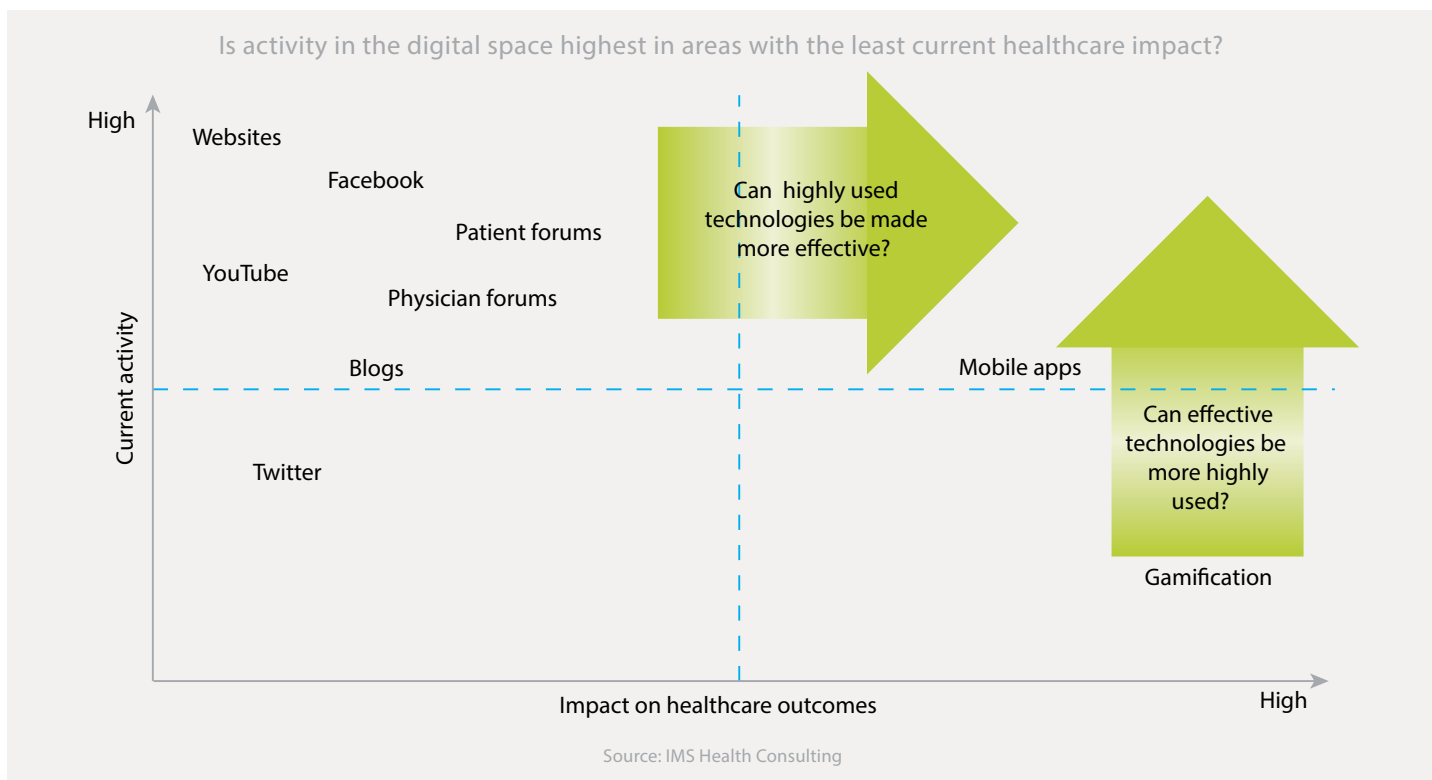 Is activity in the digital space highest in areas with the least current healthcare impact?
High
Websites
Facebook
Patient forums
YouTube
Physician forums
Blogs
Twitter
Current activity
Can highly used
technologies be made
more effective?
Mobile apps
Can effective
technologies be
more highly
used?
Gamification
Impact on healthcare outcomes
High
Source: IMS Health Consulting